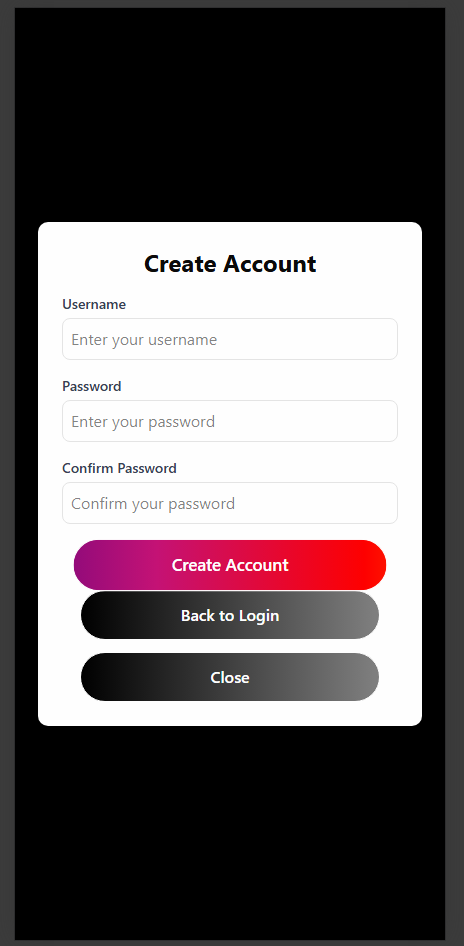 Create Account
Username
Enter your username
Password
Enter your password
Confirm Password
Confirm your password
Create Account
Back to Login
Close